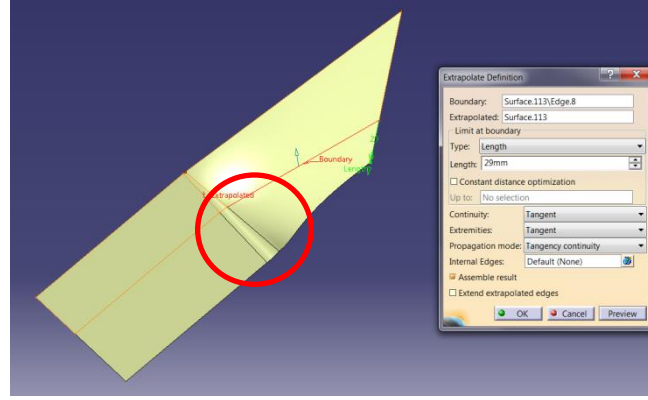 Extrapolate Definition
Boundary: Surface.113\Edge.8
Extrapolated: Surface.113
Limit at boundary
Type: Length
Length: 29mm
Constant distance optimization
Up to: No selection
Continuity: Tangent
Extremities: Tangent
Propagation mode: Tangency continuity
Internal Edges: Default (None)
Assemble result
Extend extrapolated edges
OK Cancel Preview
Boundary
Length
Extrapolated